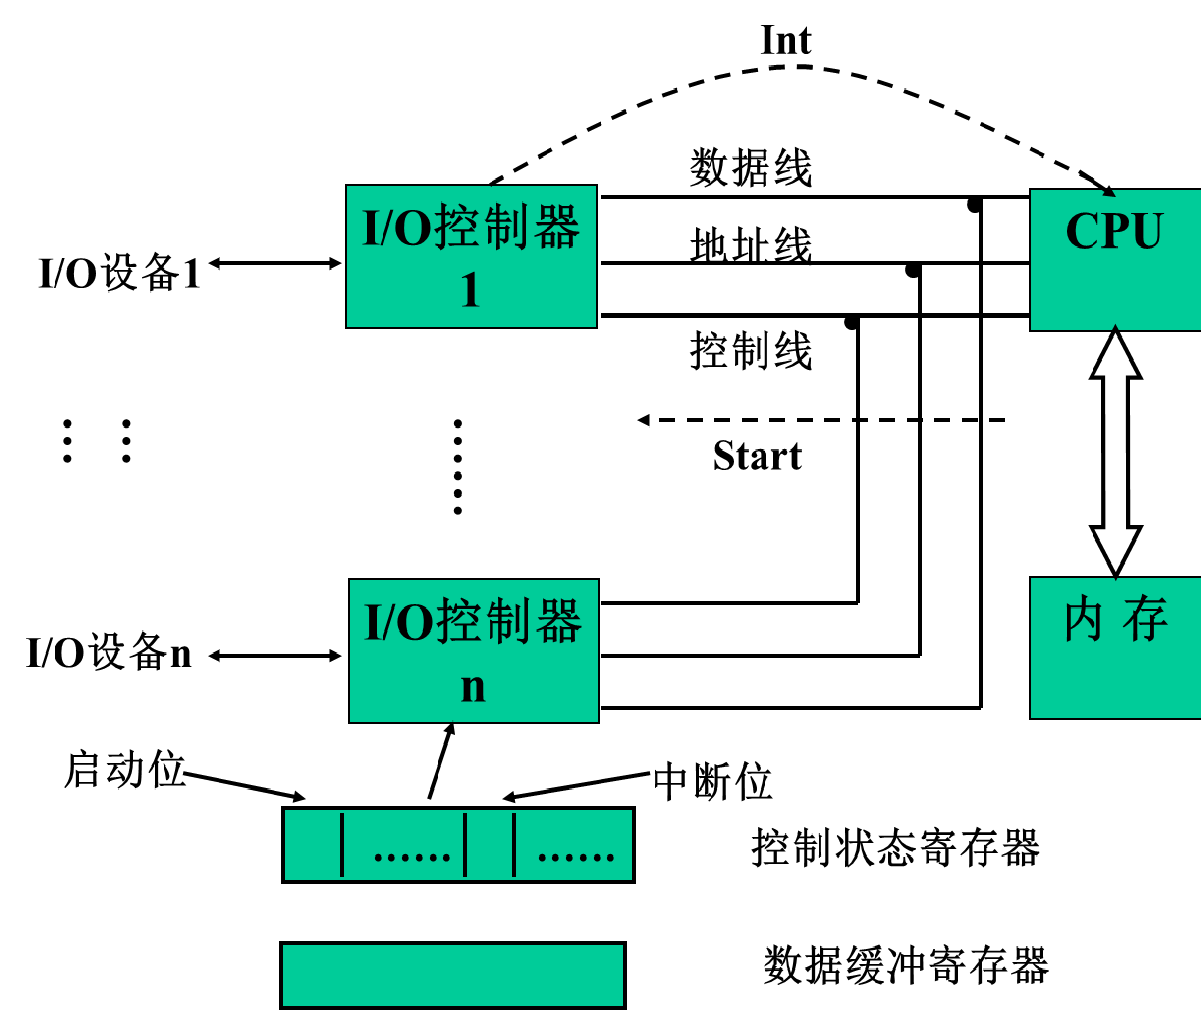 Int
数据线
I/O控制器
1
CPU
地址线
I/O设备1
控制线
Start
I/O控制器
n
内 存
I/O设备n
启动位
中断位
......
......
控制状态寄存器
数据缓冲寄存器